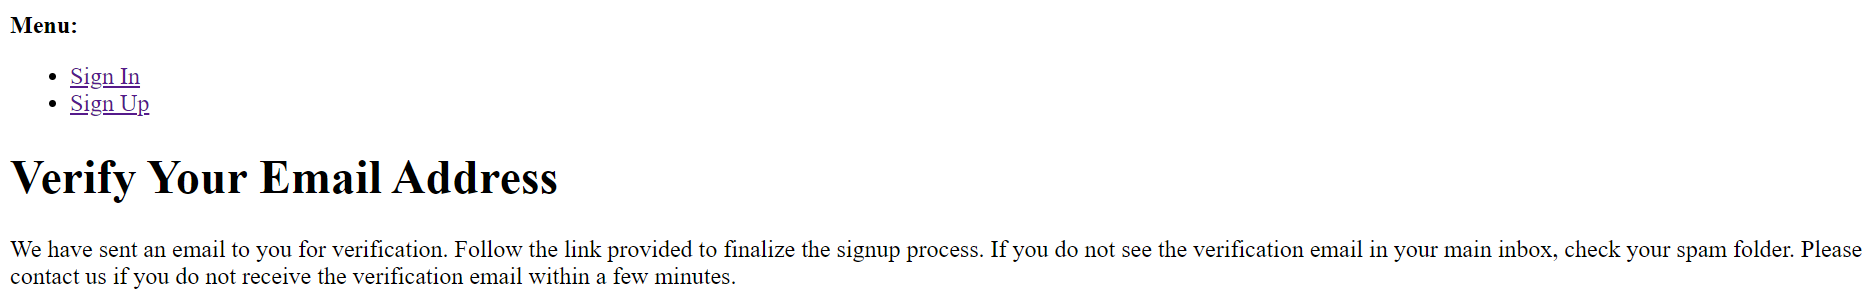 Menu:
Sign In
Sign Up
Verify Your Email Address
We have sent an email to you for verification. Follow the link provided to finalize the signup process. If you do not see the verification email in your main inbox, check your spam folder. Please
contact us if you do not receive the verification email within a few minutes.